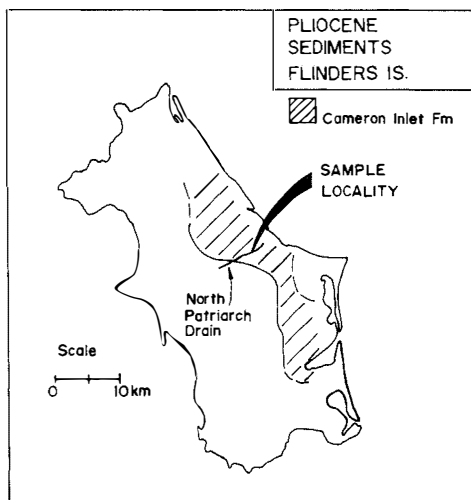 PLIOCENE
SEDIMENTS
FLINDERS IS.
Cameron Inlet Fm
SAMPLE
LOCALITY
North
Patriarch
Drain
Scale
0 10km